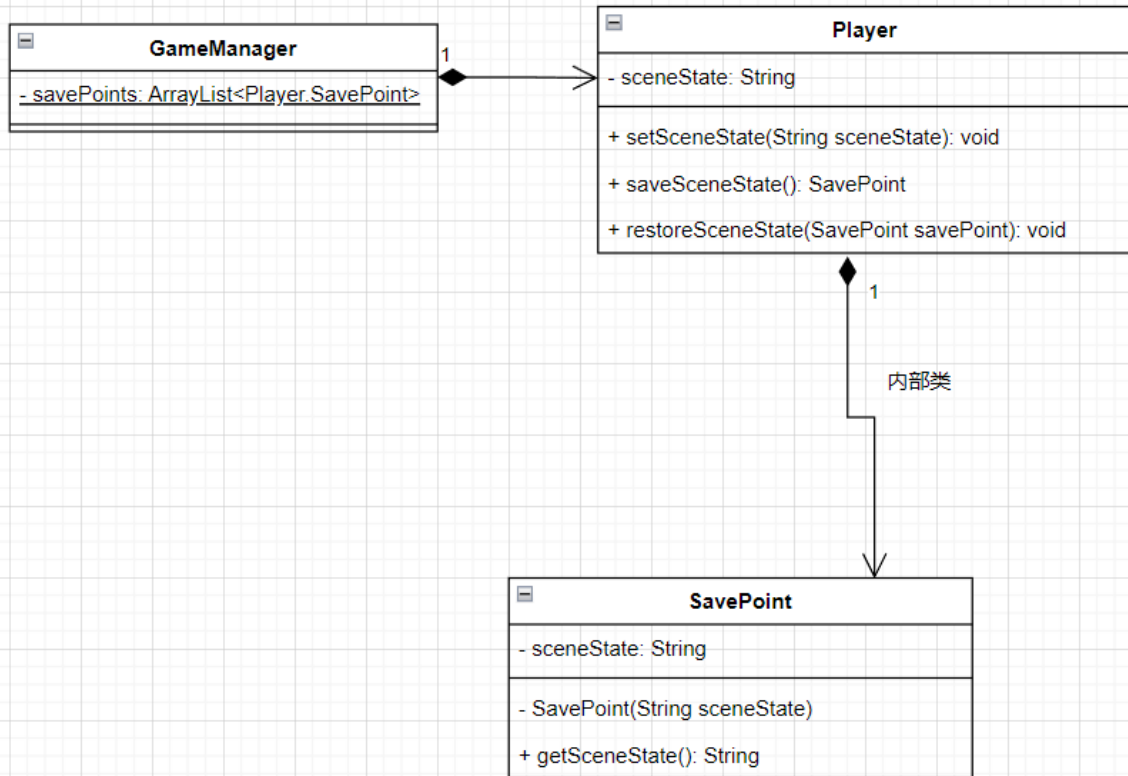 GameManager
- savePoints: ArrayList<Player.SavePoint>
1
Player
- sceneState: String
+ setSceneState(String sceneState): void
+ saveSceneState(): SavePoint
+ restoreSceneState(SavePoint savePoint): void
1
内部类
SavePoint
- sceneState: String
- SavePoint(String sceneState)
+ getSceneState(): String